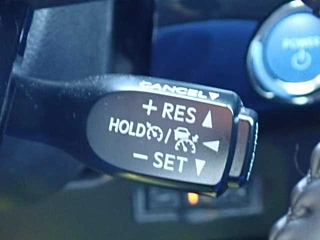 CANCEL▼
+ RES ▲
HOLD / ◀
− SET ▼
POWER